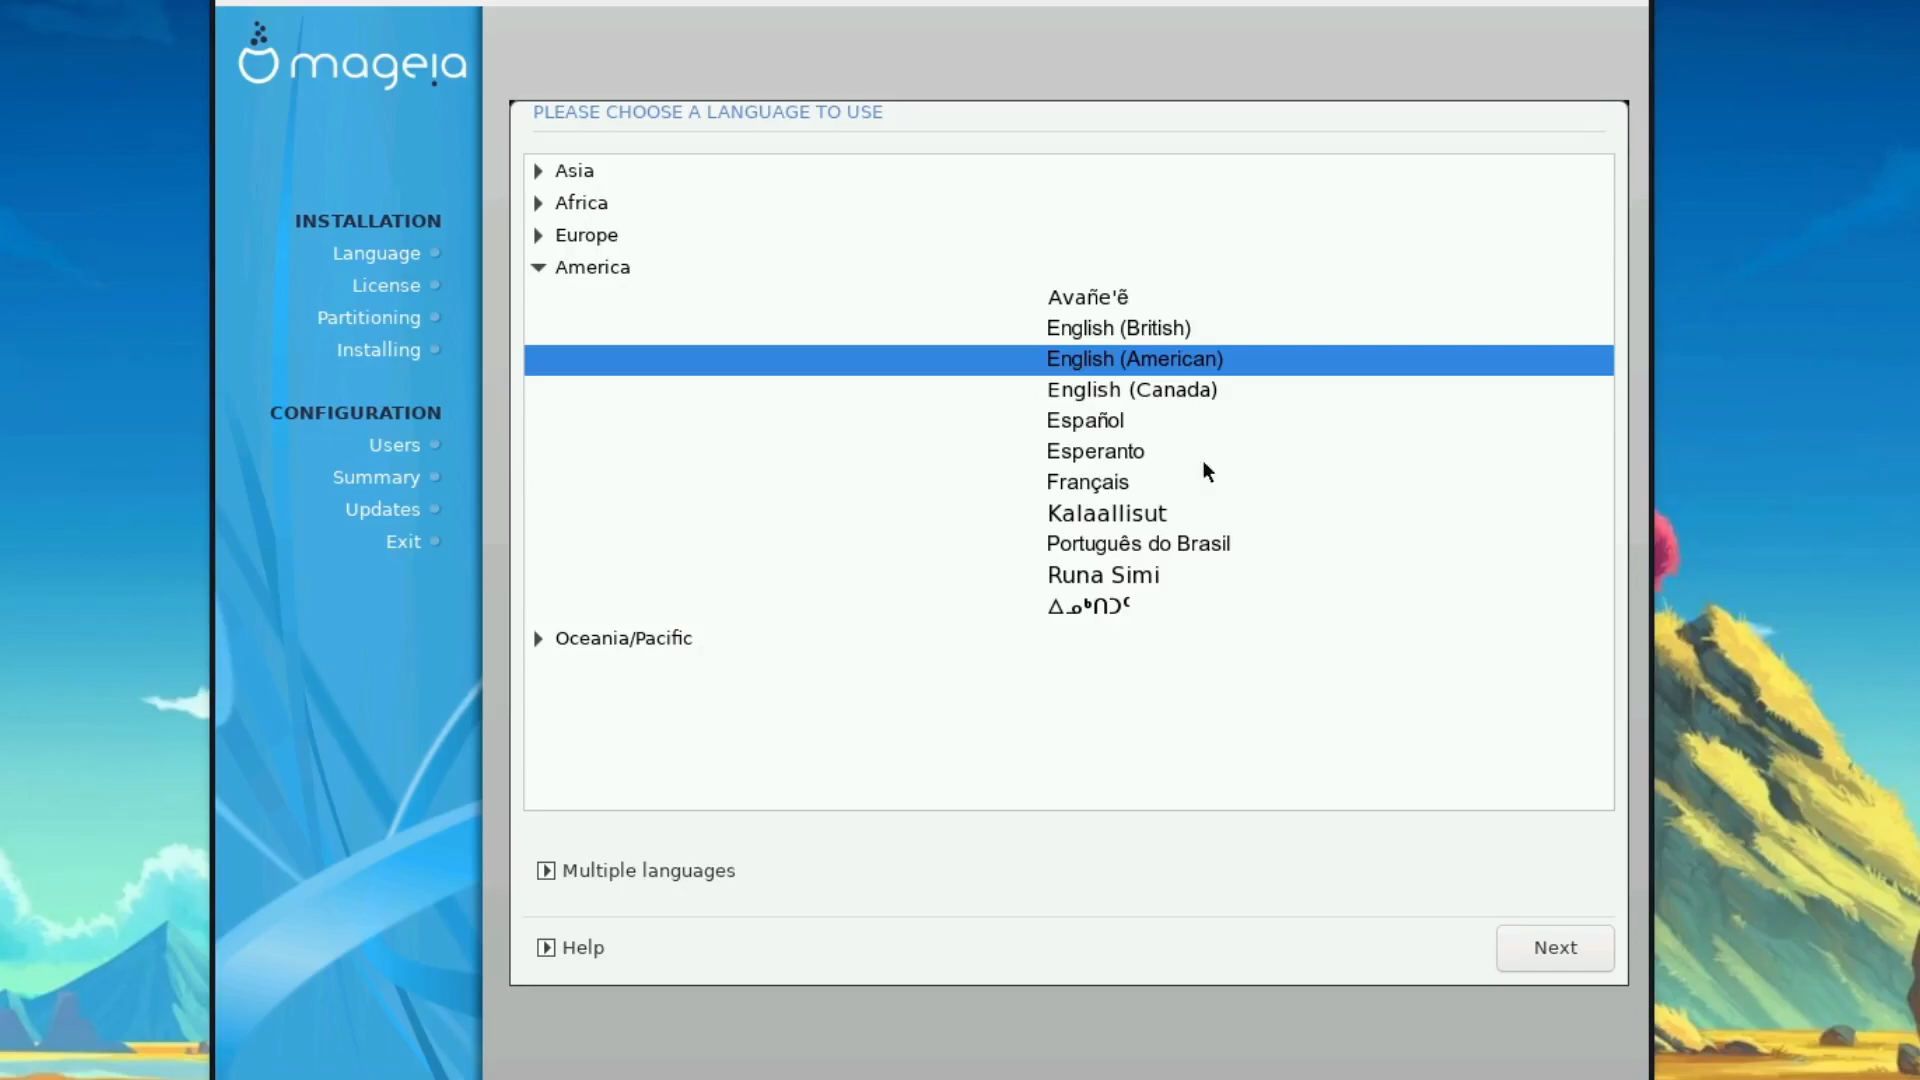 mageia
INSTALLATION
Language
License
Partitioning
Installing
CONFIGURATION
Users
Summary
Updates
Exit
PLEASE CHOOSE A LANGUAGE TO USE
Asia
Africa
Europe
America
Avañe'ẽ
English (British)
English (American)
English (Canada)
Español
Esperanto
Français
Kalaallisut
Português do Brasil
Runa Simi
ᐃᓄᒃᑎᑐᑦ
Oceania/Pacific
Multiple languages
Help
Next